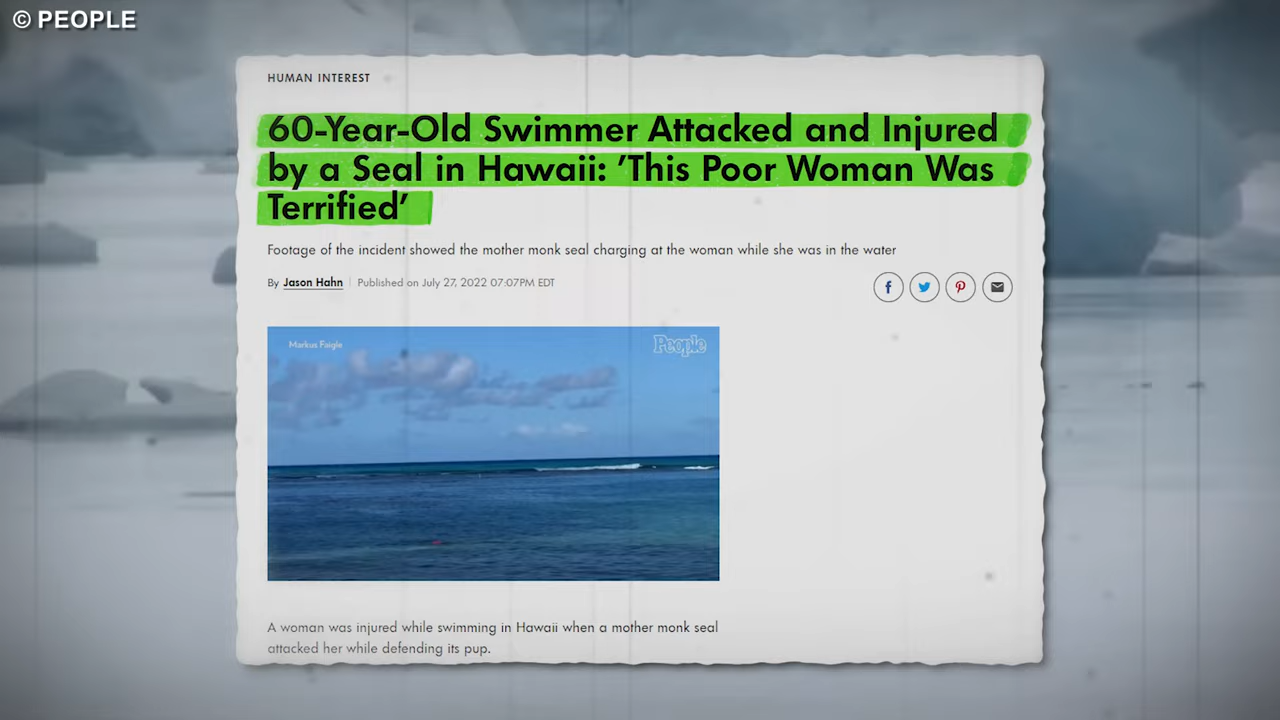 © PEOPLE
HUMAN INTEREST
60-Year-Old Swimmer Attacked and Injured
by a Seal in Hawaii: 'This Poor Woman Was
Terrified'
Footage of the incident showed the mother monk seal charging at the woman while she was in the water
By Jason Hahn | Published on July 27, 2022 07:07PM EDT
Markus Faigle
People
A woman was injured while swimming in Hawaii when a mother monk seal
attacked her while defending its pup.